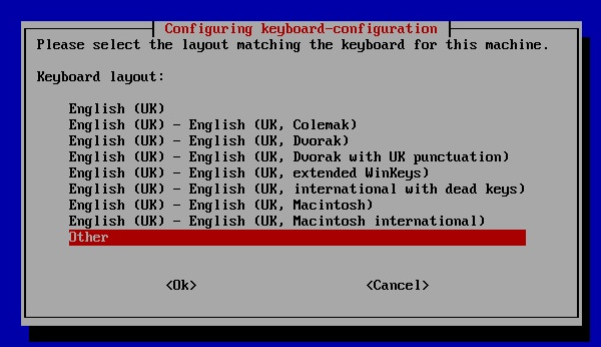 Configuring keyboard-configuration
Please select the layout matching the keyboard for this machine.
Keyboard layout:
English (UK)
English (UK) - English (UK, Colemak)
English (UK) - English (UK, Dvorak)
English (UK) - English (UK, Dvorak with UK punctuation)
English (UK) - English (UK, extended WinKeys)
English (UK) - English (UK, international with dead keys)
English (UK) - English (UK, Macintosh)
English (UK) - English (UK, Macintosh international)
Other
<Ok> <Cancel>